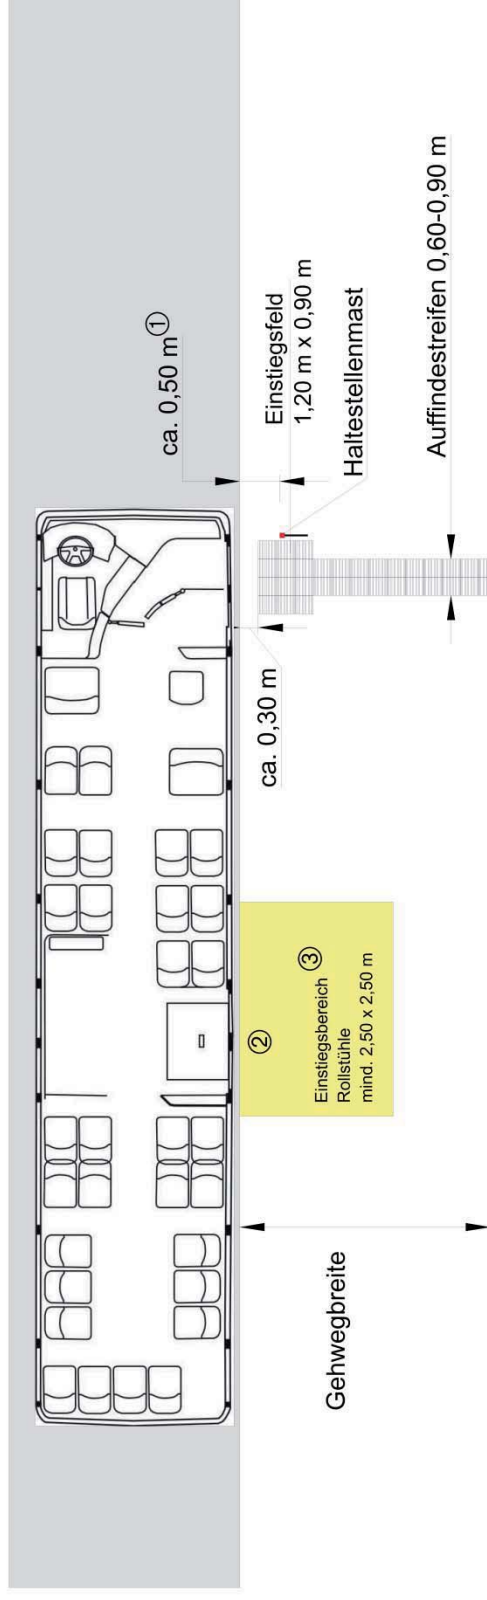 ca. 0,50 m ①
Einstiegsfeld
1,20 m x 0,90 m
Haltestellenmast
Auffindestreifen 0,60-0,90 m
ca. 0,30 m
②
Einstiegsbereich ③
Rollstühle
mind. 2,50 x 2,50 m
Gehwegbreite